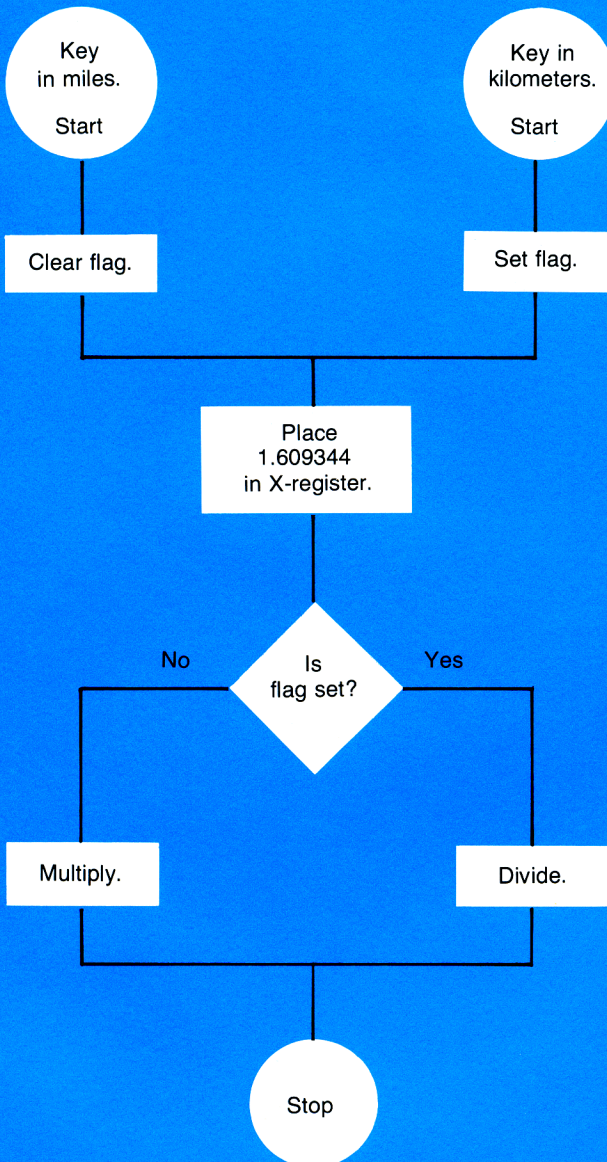 Key
in miles.
Start
Key in
kilometers.
Start
Clear flag.
Set flag.
Place
1.609344
in X-register.
Is
flag set?
No
Yes
Multiply.
Divide.
Stop